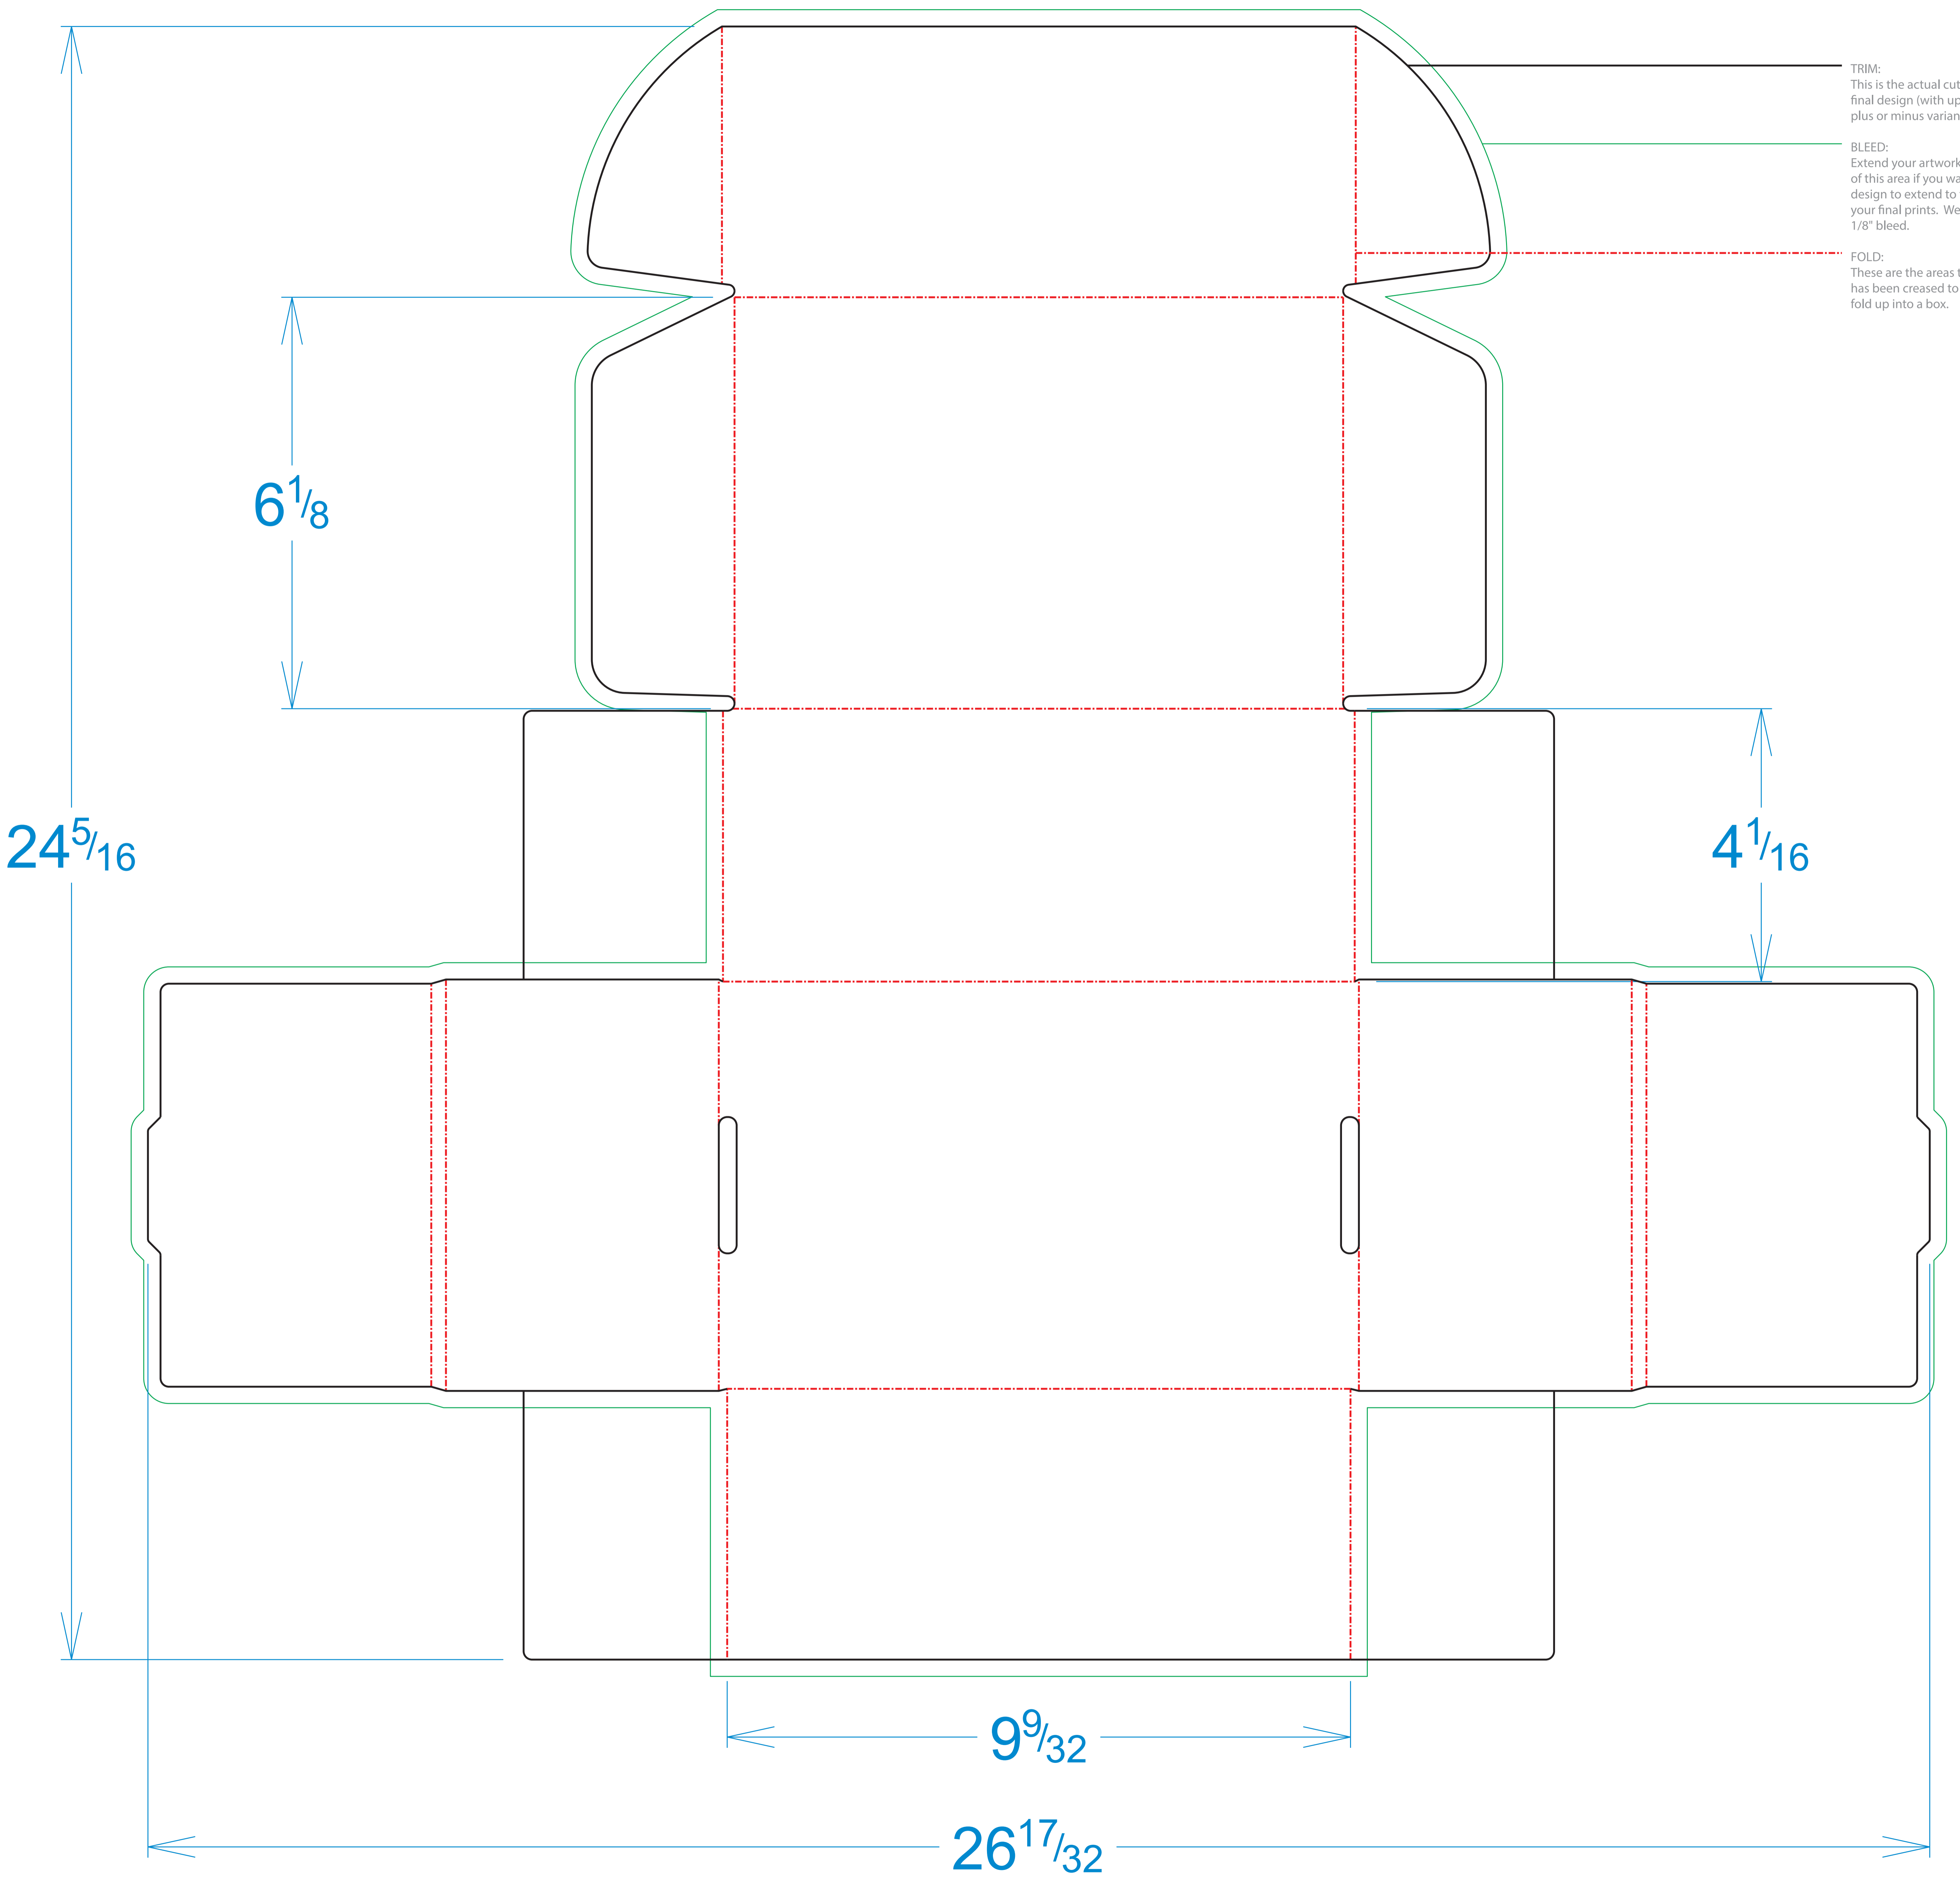 TRIM:
This is the actual cut
final design (with up
plus or minus varian
BLEED:
Extend your artwork
of this area if you wa
design to extend to
your final prints. We
1/8" bleed.
FOLD:
These are the areas t
has been creased to
fold up into a box.
6 1/8
24 5/16
4 1/16
9 9/32
26 17/32